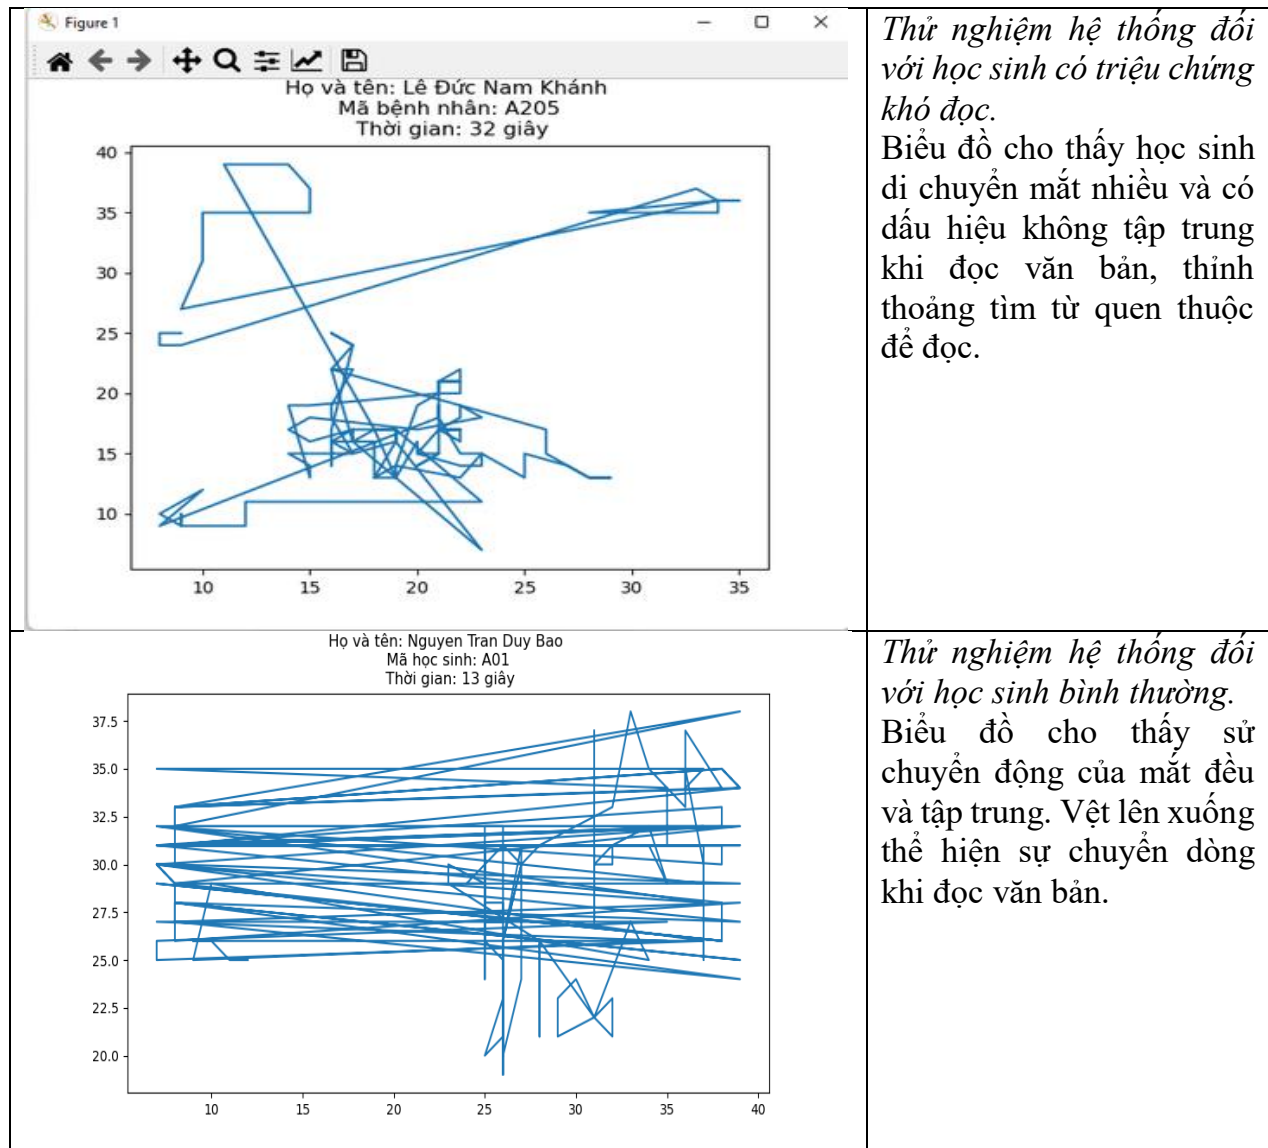 Figure 1
Họ và tên: Lê Đức Nam Khánh
Mã bệnh nhân: A205
Thời gian: 32 giây
40
35
30
25
20
15
10
10 15 20 25 30 35
Thử nghiệm hệ thống đối
với học sinh có triệu chứng
khó đọc.
Biểu đồ cho thấy học sinh
di chuyển mắt nhiều và có
dấu hiệu không tập trung
khi đọc văn bản, thỉnh
thoảng tìm từ quen thuộc
để đọc.
Họ và tên: Nguyen Tran Duy Bao
Mã học sinh: A01
Thời gian: 13 giây
37.5
35.0
32.5
30.0
27.5
25.0
22.5
20.0
10 15 20 25 30 35 40
Thử nghiệm hệ thống đối
với học sinh bình thường.
Biểu đồ cho thấy sử
chuyển động của mắt đều
và tập trung. Vệt lên xuống
thể hiện sự chuyển dòng
khi đọc văn bản.